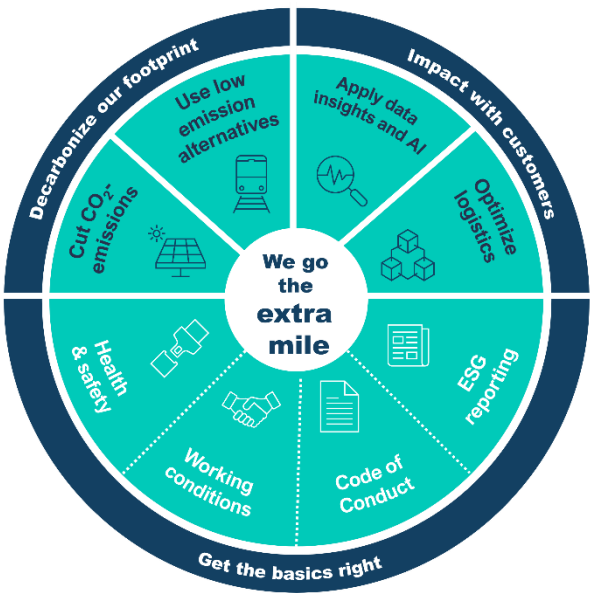 Decarbonize our footprint
Impact with customers
Use low
emission
alternatives
Apply data
insights and AI
Cut CO₂-
emissions
Optimize
logistics
We go
the
extra
mile
Health
& safety
ESG
reporting
Working
conditions
Code of
Conduct
Get the basics right